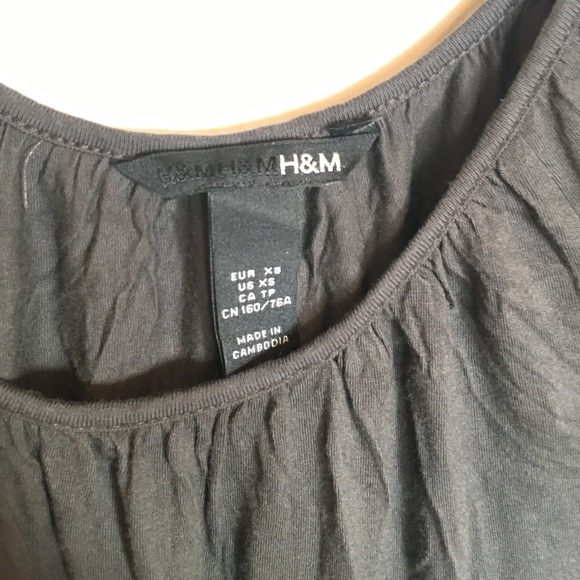 H&MH&MH&M
EUR XS
US XS
CA TP
CN 160/76A
MADE IN
CAMBODIA